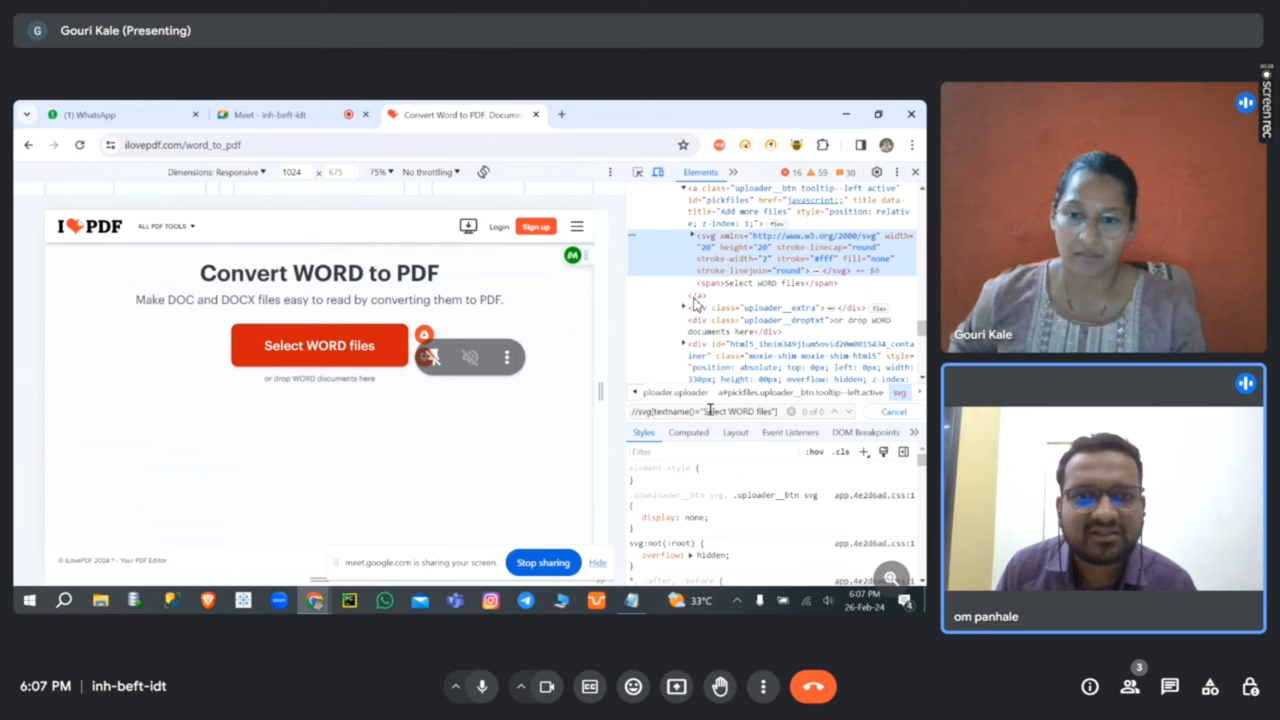 G Gouri Kale (Presenting)
screen rec
(1) WhatsApp
Meet - inh-beft-idt
Convert Word to PDF. Docume
ilovepdf.com/word_to_pdf
Dimensions: Responsive
1024 × 675
75%
No throttling
Elements
16
59
30
I PDF
ALL PDF TOOLS
Login
Sign up
Convert WORD to PDF
Make DOC and DOCX files easy to read by converting them to PDF.
Select WORD files
or drop WORD documents here
© iLovePDF 2024 ® - Your PDF Editor
meet.google.com is sharing your screen.
Stop sharing
Hide
<a class="uploader__btn tooltip--left active"
id="pickfiles" href="javascript:;" title data-
title="Add more files" style="position: relativ
e; z-index: 1;"> flex
<svg xmlns="http://www.w3.org/2000/svg" width=
"20" height="20" stroke-linecap="round"
stroke-width="2" stroke="#fff" fill="none"
stroke-linejoin="round"> … </svg> == $0
<span>Select WORD files</span>
</a>
class="uploader__extra"> … </div> flex
<div class="uploader__droptxt">or drop WORD
documents here</div>
<div id="html5_1hnim349j1um5ovid20m0015434_cont
ainer" class="moxie-shim moxie-shim-html5" style=
"position: absolute; top: 0px; left: 0px; width:
330px; height: 80px; overflow: hidden; z-index:
ploader.uploader
a#pickfiles.uploader__btn.tooltip--left.active
svg
//svg[textname()="Select WORD files"]
0 of 0
Cancel
Styles
Computed
Layout
Event Listeners
DOM Breakpoints
Filter
:hov
.cls
element.style {
}
.downloader__btn svg, .uploader__btn svg
app.4e2d6ad.css:1
{
display: none;
}
svg:not(:root) {
app.4e2d6ad.css:1
overflow: hidden;
}
*, :after, :before {
33°C
6:07 PM
26-Feb-24
4
Gouri Kale
om panhale
6:07 PM | inh-beft-idt
3